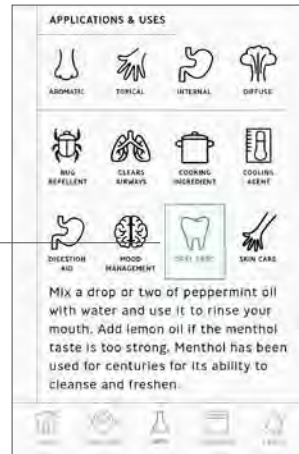 APPLICATIONS & USES
AROMATIC TOPICAL INTERNAL DIFFUSE
BUG REPELLENT CLEARS AIRWAYS COOKING INGREDIENT COOLING AGENT
DIGESTION AID MOOD MANAGEMENT ORAL CARE SKIN CARE
Mix a drop or two of peppermint oil
with water and use it to rinse your
mouth. Add lemon oil if the menthol
taste is too strong. Menthol has been
used for centuries for its ability to
cleanse and freshen.